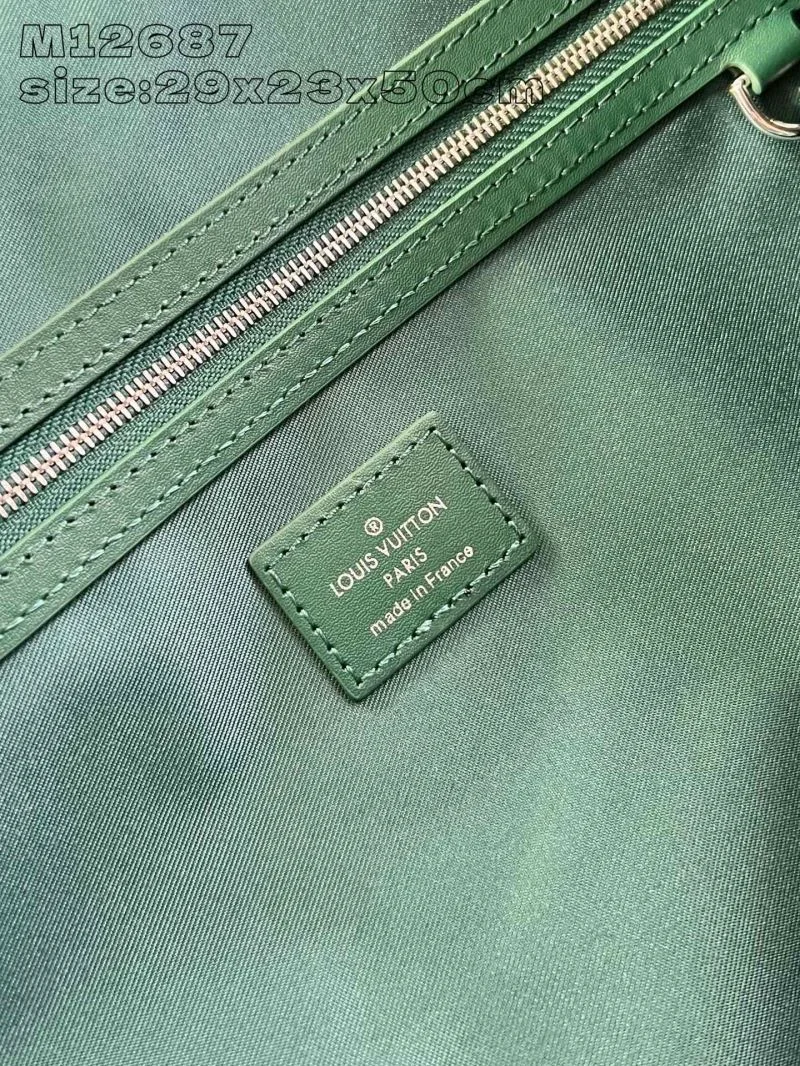 M12687
size:29x23x50cm
®
LOUIS VUITTON
PARIS
made in France